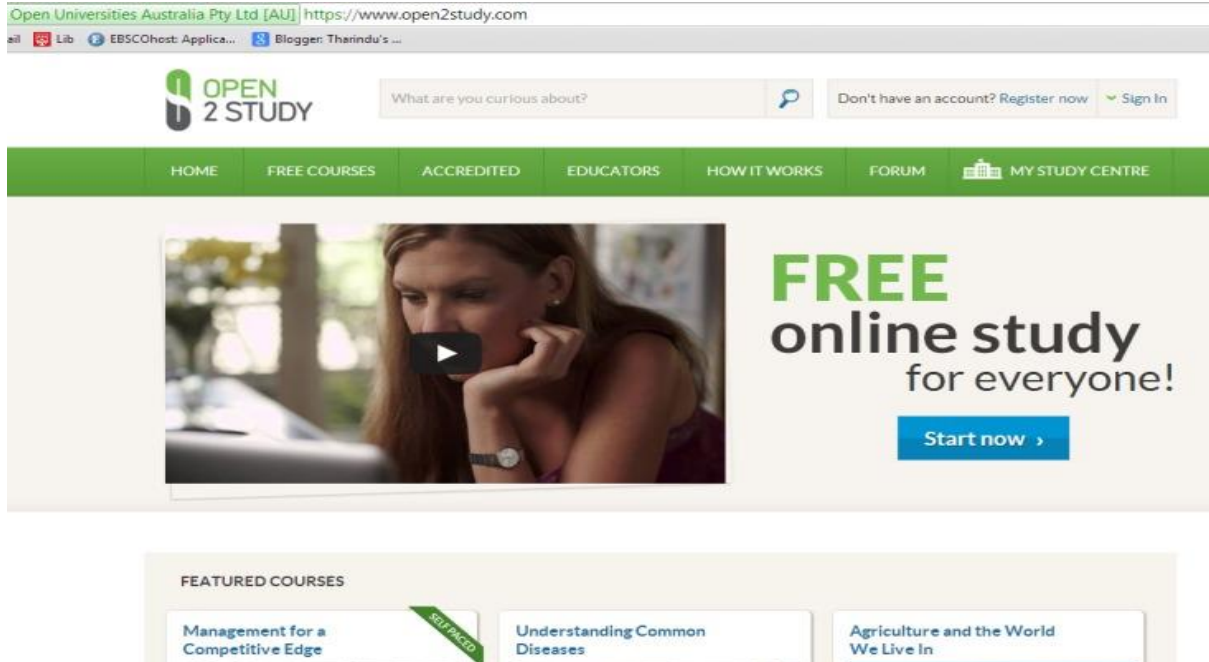 Open Universities Australia Pty Ltd [AU] https://www.open2study.com
ail Lib EBSCOhost: Applica... Blogger: Tharindu's ...
OPEN
2 STUDY
What are you curious about?
Don't have an account? Register now Sign In
HOME FREE COURSES ACCREDITED EDUCATORS HOW IT WORKS FORUM MY STUDY CENTRE
FREE
online study
for everyone!
Start now ›
FEATURED COURSES
Management for a
Competitive Edge
SELF PACED
Understanding Common
Diseases
Agriculture and the World
We Live In